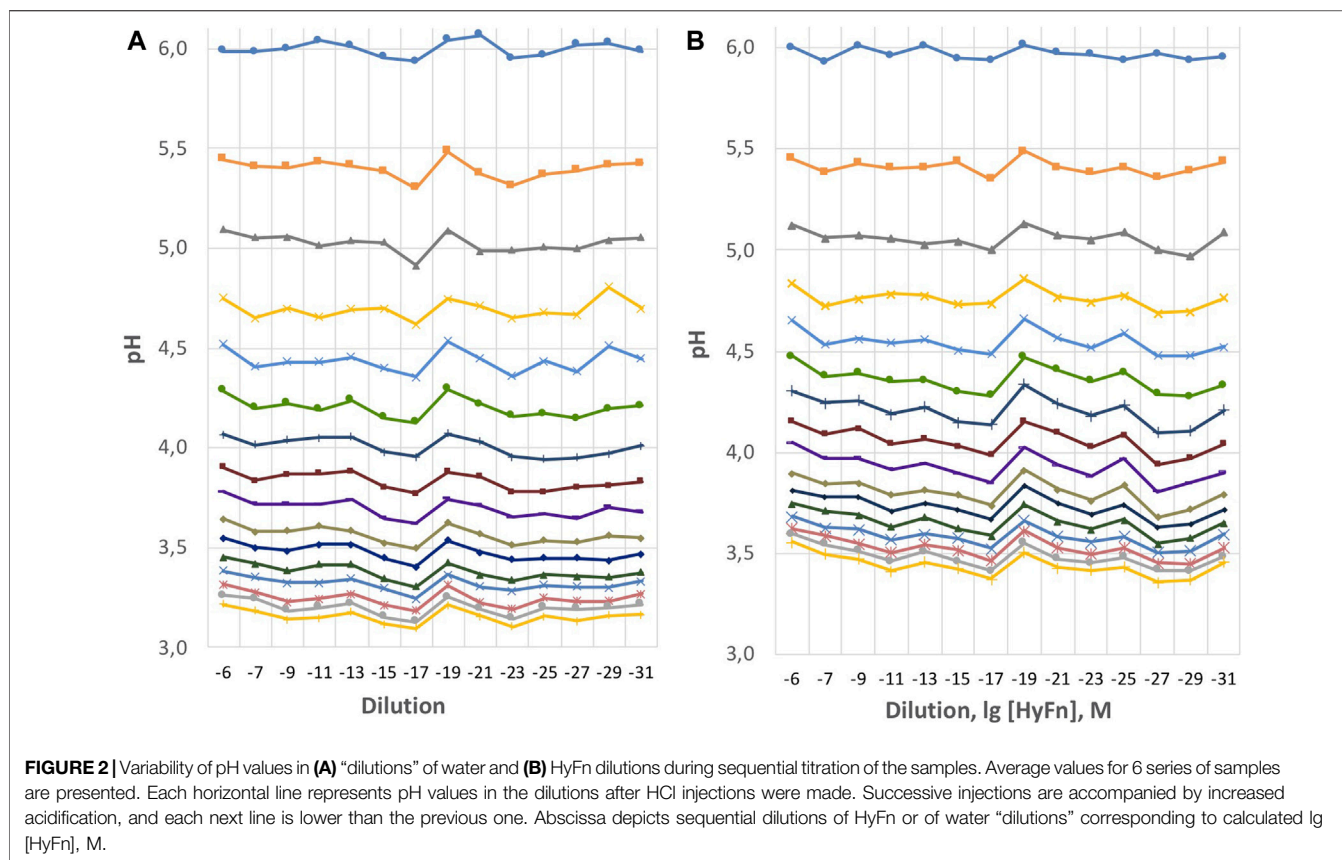 A
6,0
5,5
5,0
4,5
4,0
3,5
3,0
pH
-6 -7 -9 -11 -13 -15 -17 -19 -21 -23 -25 -27 -29 -31
Dilution
B
6,0
5,5
5,0
4,5
4,0
3,5
3,0
pH
-6 -7 -9 -11 -13 -15 -17 -19 -21 -23 -25 -27 -29 -31
Dilution, lg [HyFn], M
FIGURE 2 | Variability of pH values in (A) “dilutions” of water and (B) HyFn dilutions during sequential titration of the samples. Average values for 6 series of samples
are presented. Each horizontal line represents pH values in the dilutions after HCl injections were made. Successive injections are accompanied by increased
acidification, and each next line is lower than the previous one. Abscissa depicts sequential dilutions of HyFn or of water “dilutions” corresponding to calculated lg
[HyFn], M.